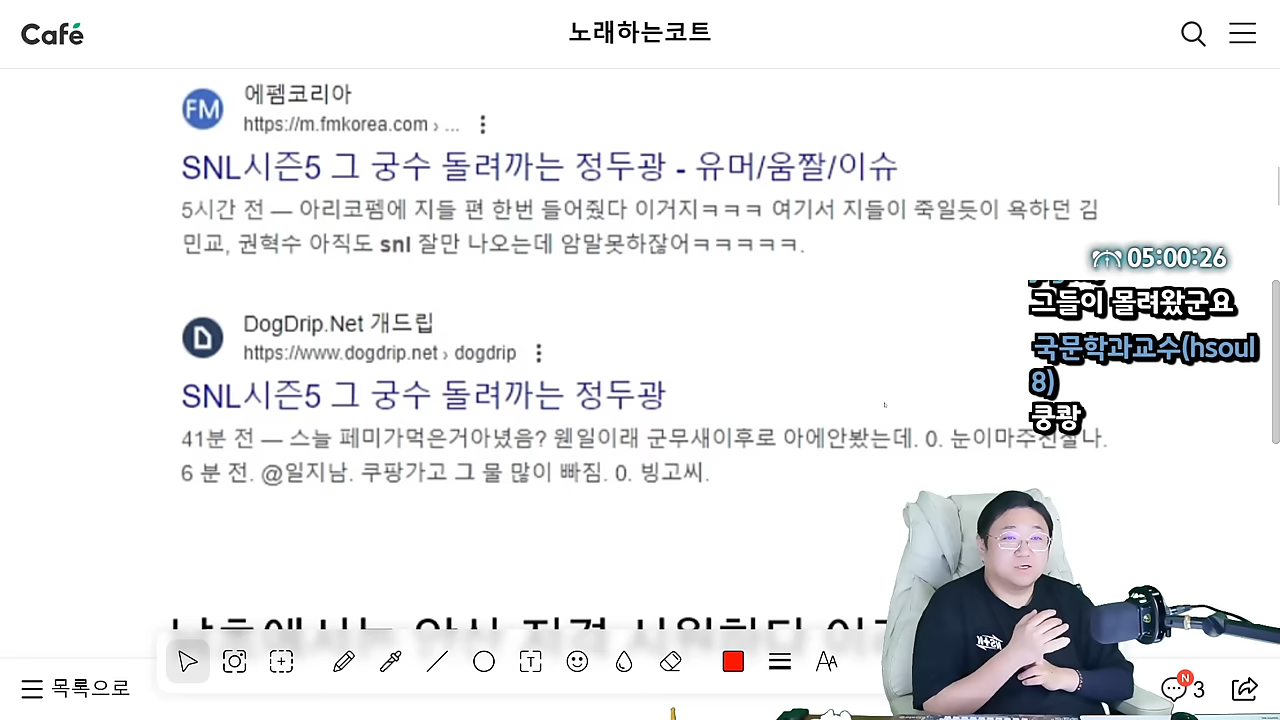 Café
노래하는코트
FM
에펨코리아
https://m.fmkorea.com › ...
SNL시즌5 그 궁수 돌려까는 정두광 - 유머/움짤/이슈
5시간 전 — 아리코펨에 지들 편 한번 들어줬다 이거지ㅋㅋㅋ 여기서 지들이 죽일듯이 욕하던 김
민교, 권혁수 아직도 snl 잘만 나오는데 암말못하잖어ㅋㅋㅋㅋㅋ.
05:00:26
그들이 몰려왔군요
국문학과교수(hsoul
8)
쿵쾅
DogDrip.Net 개드립
https://www.dogdrip.net › dogdrip
SNL시즌5 그 궁수 돌려까는 정두광
41분 전 — 스늘 페미가먹은거아녔음? 웬일이래 군무새이후로 아에안봤는데. 0. 눈이마주친찰나.
6 분 전. @일지남. 쿠팡가고 그 물 많이 빠짐. 0. 빙고씨.
T
AA
목록으로
N
3